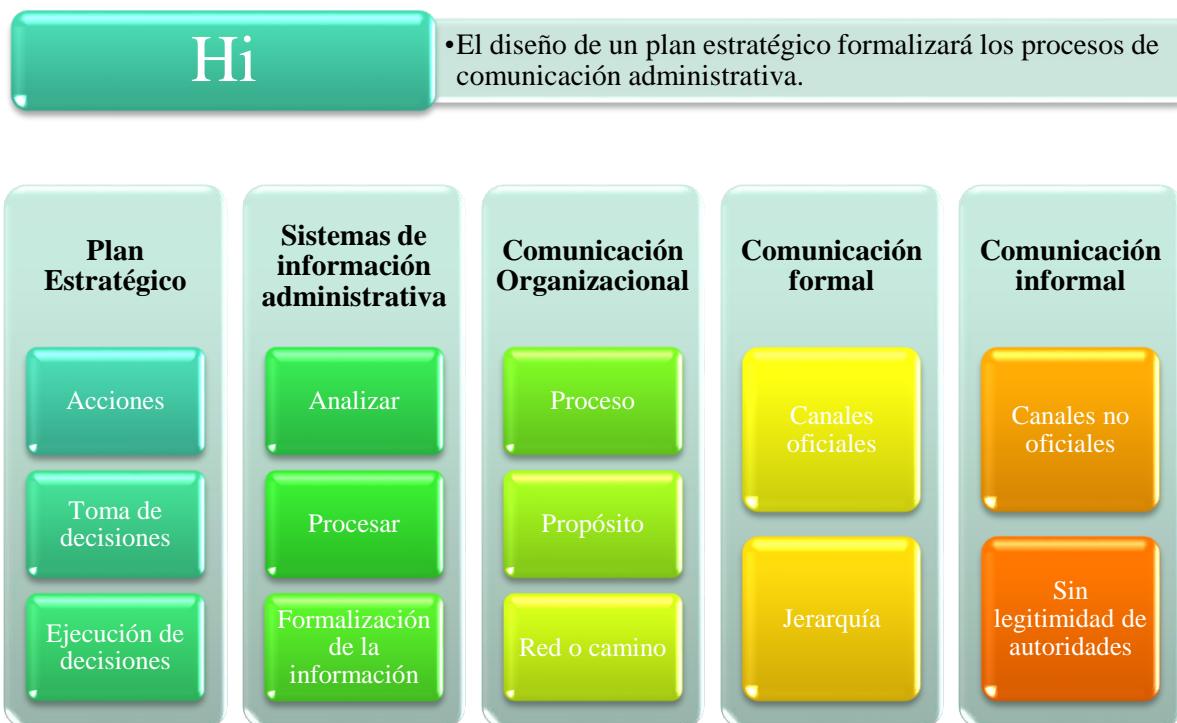 Hi
•El diseño de un plan estratégico formalizará los procesos de
comunicación administrativa.
Plan
Estratégico
Acciones
Toma de
decisiones
Ejecución de
decisiones
Sistemas de
información
administrativa
Analizar
Procesar
Formalización
de la
información
Comunicación
Organizacional
Proceso
Propósito
Red o camino
Comunicación
formal
Canales
oficiales
Jerarquía
Comunicación
informal
Canales no
oficiales
Sin
legitimidad de
autoridades